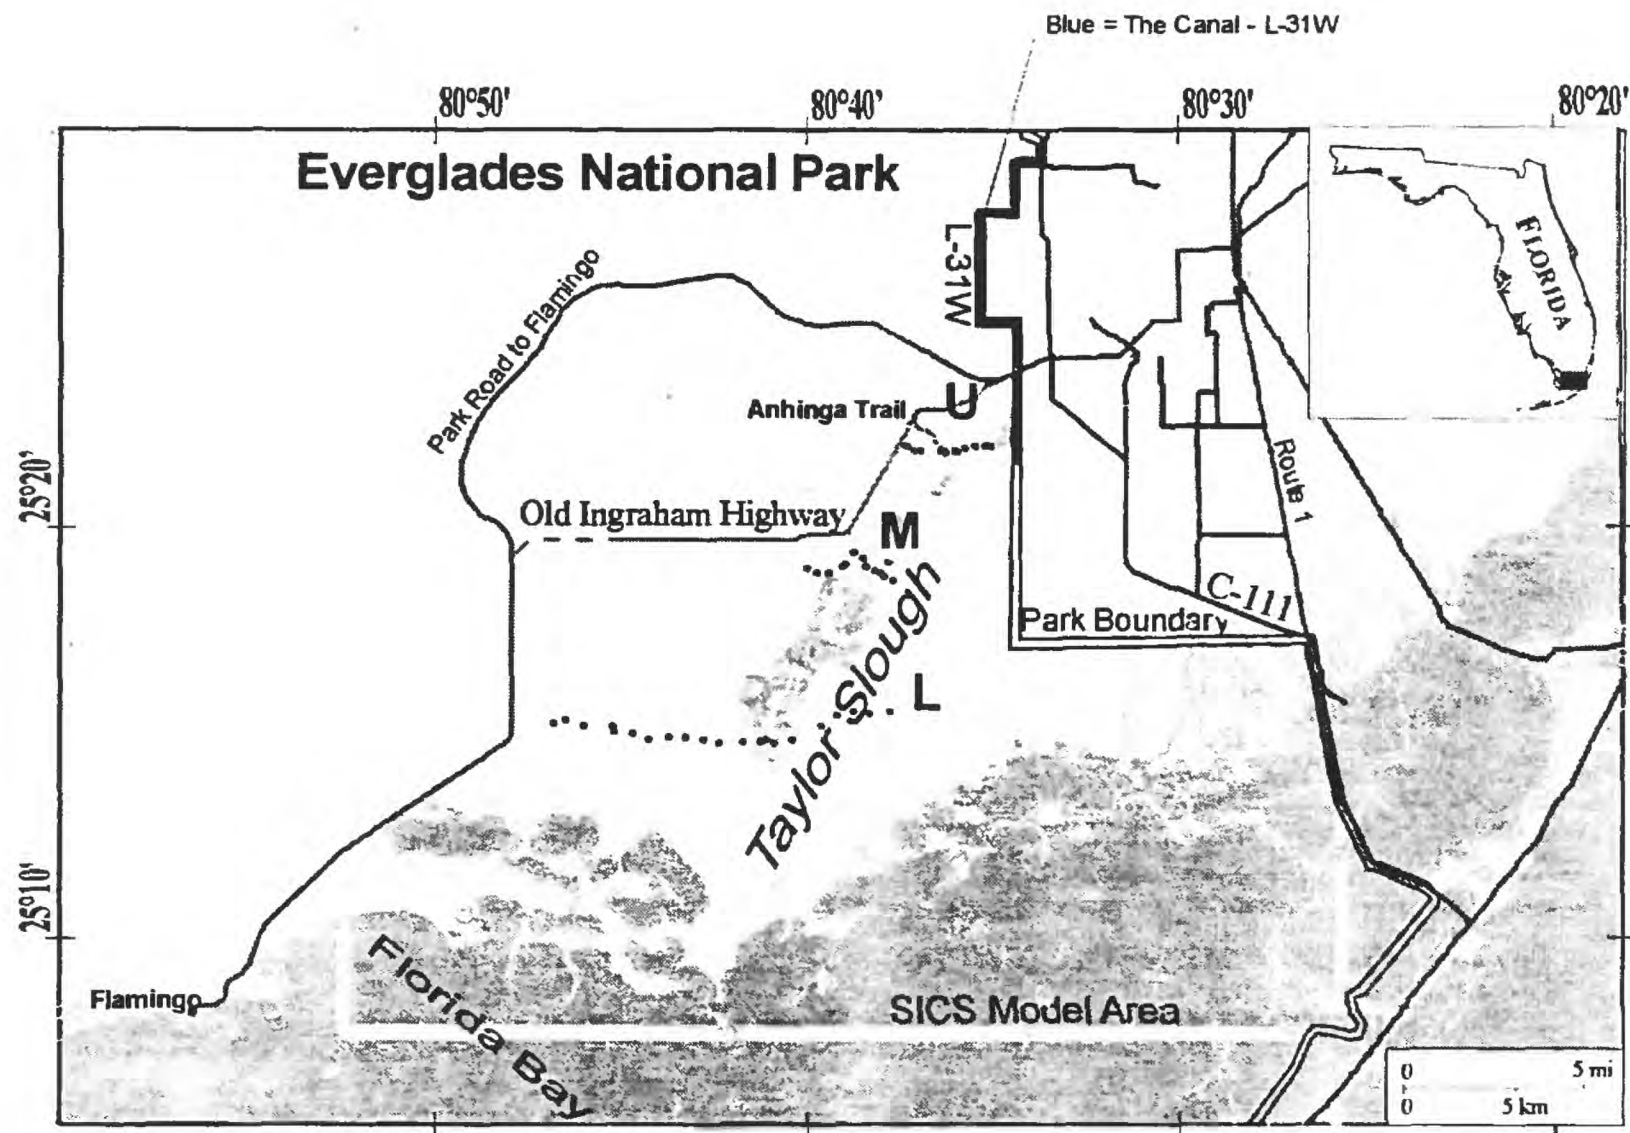 Blue = The Canal - L-31W
80°50' 80°40' 80°30' 80°20'
Everglades National Park
FLORIDA
L-31W
Park Road to Flamingo
Anhinga Trail
U
Route 1
25°20'
Old Ingraham Highway
M
C-111
Park Boundary
Taylor Slough
L
25°10'
Florida Bay
Flamingo
SICS Model Area
0 5 mi
0 5 km